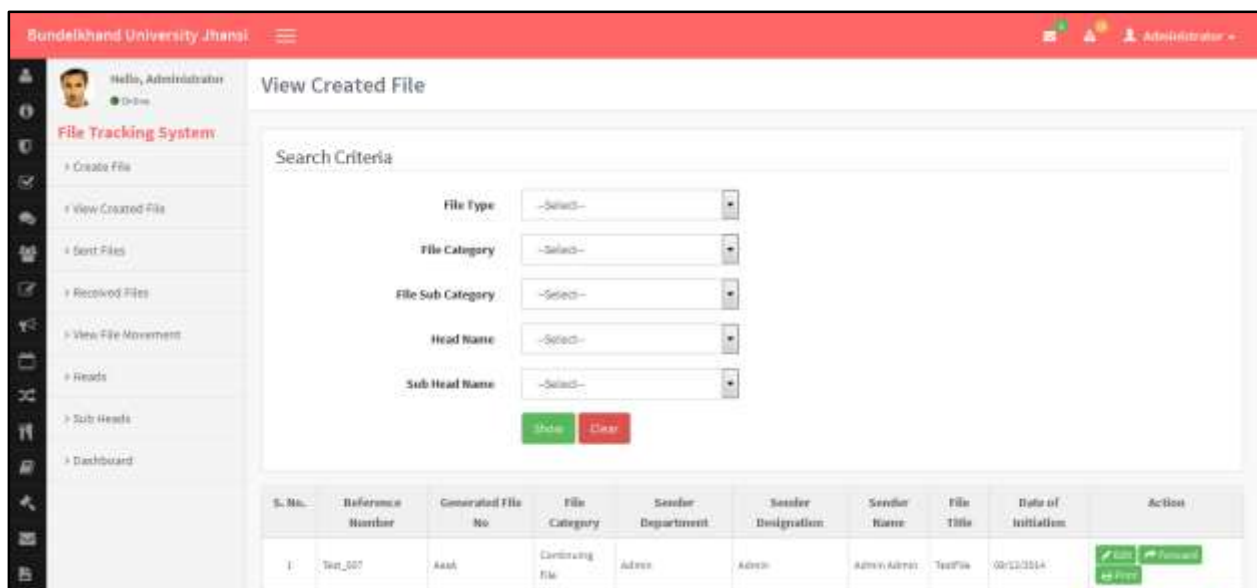 Bundelkhand University Jhansi
Administrator
Hello, Administrator
Online
File Tracking System
Create File
View Created File
Sent Files
Received Files
View File Movement
Heads
Sub Heads
Dashboard
View Created File
Search Criteria
File Type --Select--
File Category --Select--
File Sub Category --Select--
Head Name --Select--
Sub Head Name --Select--
Show Clear
S. No. Reference Number Generated File No File Category Sender Department Sender Designation Sender Name File Title Date of Initiation Action
1 Test_007 Continuing File Admin Admin Admin Admin TestFile 09/12/2014 Edit Forward Print